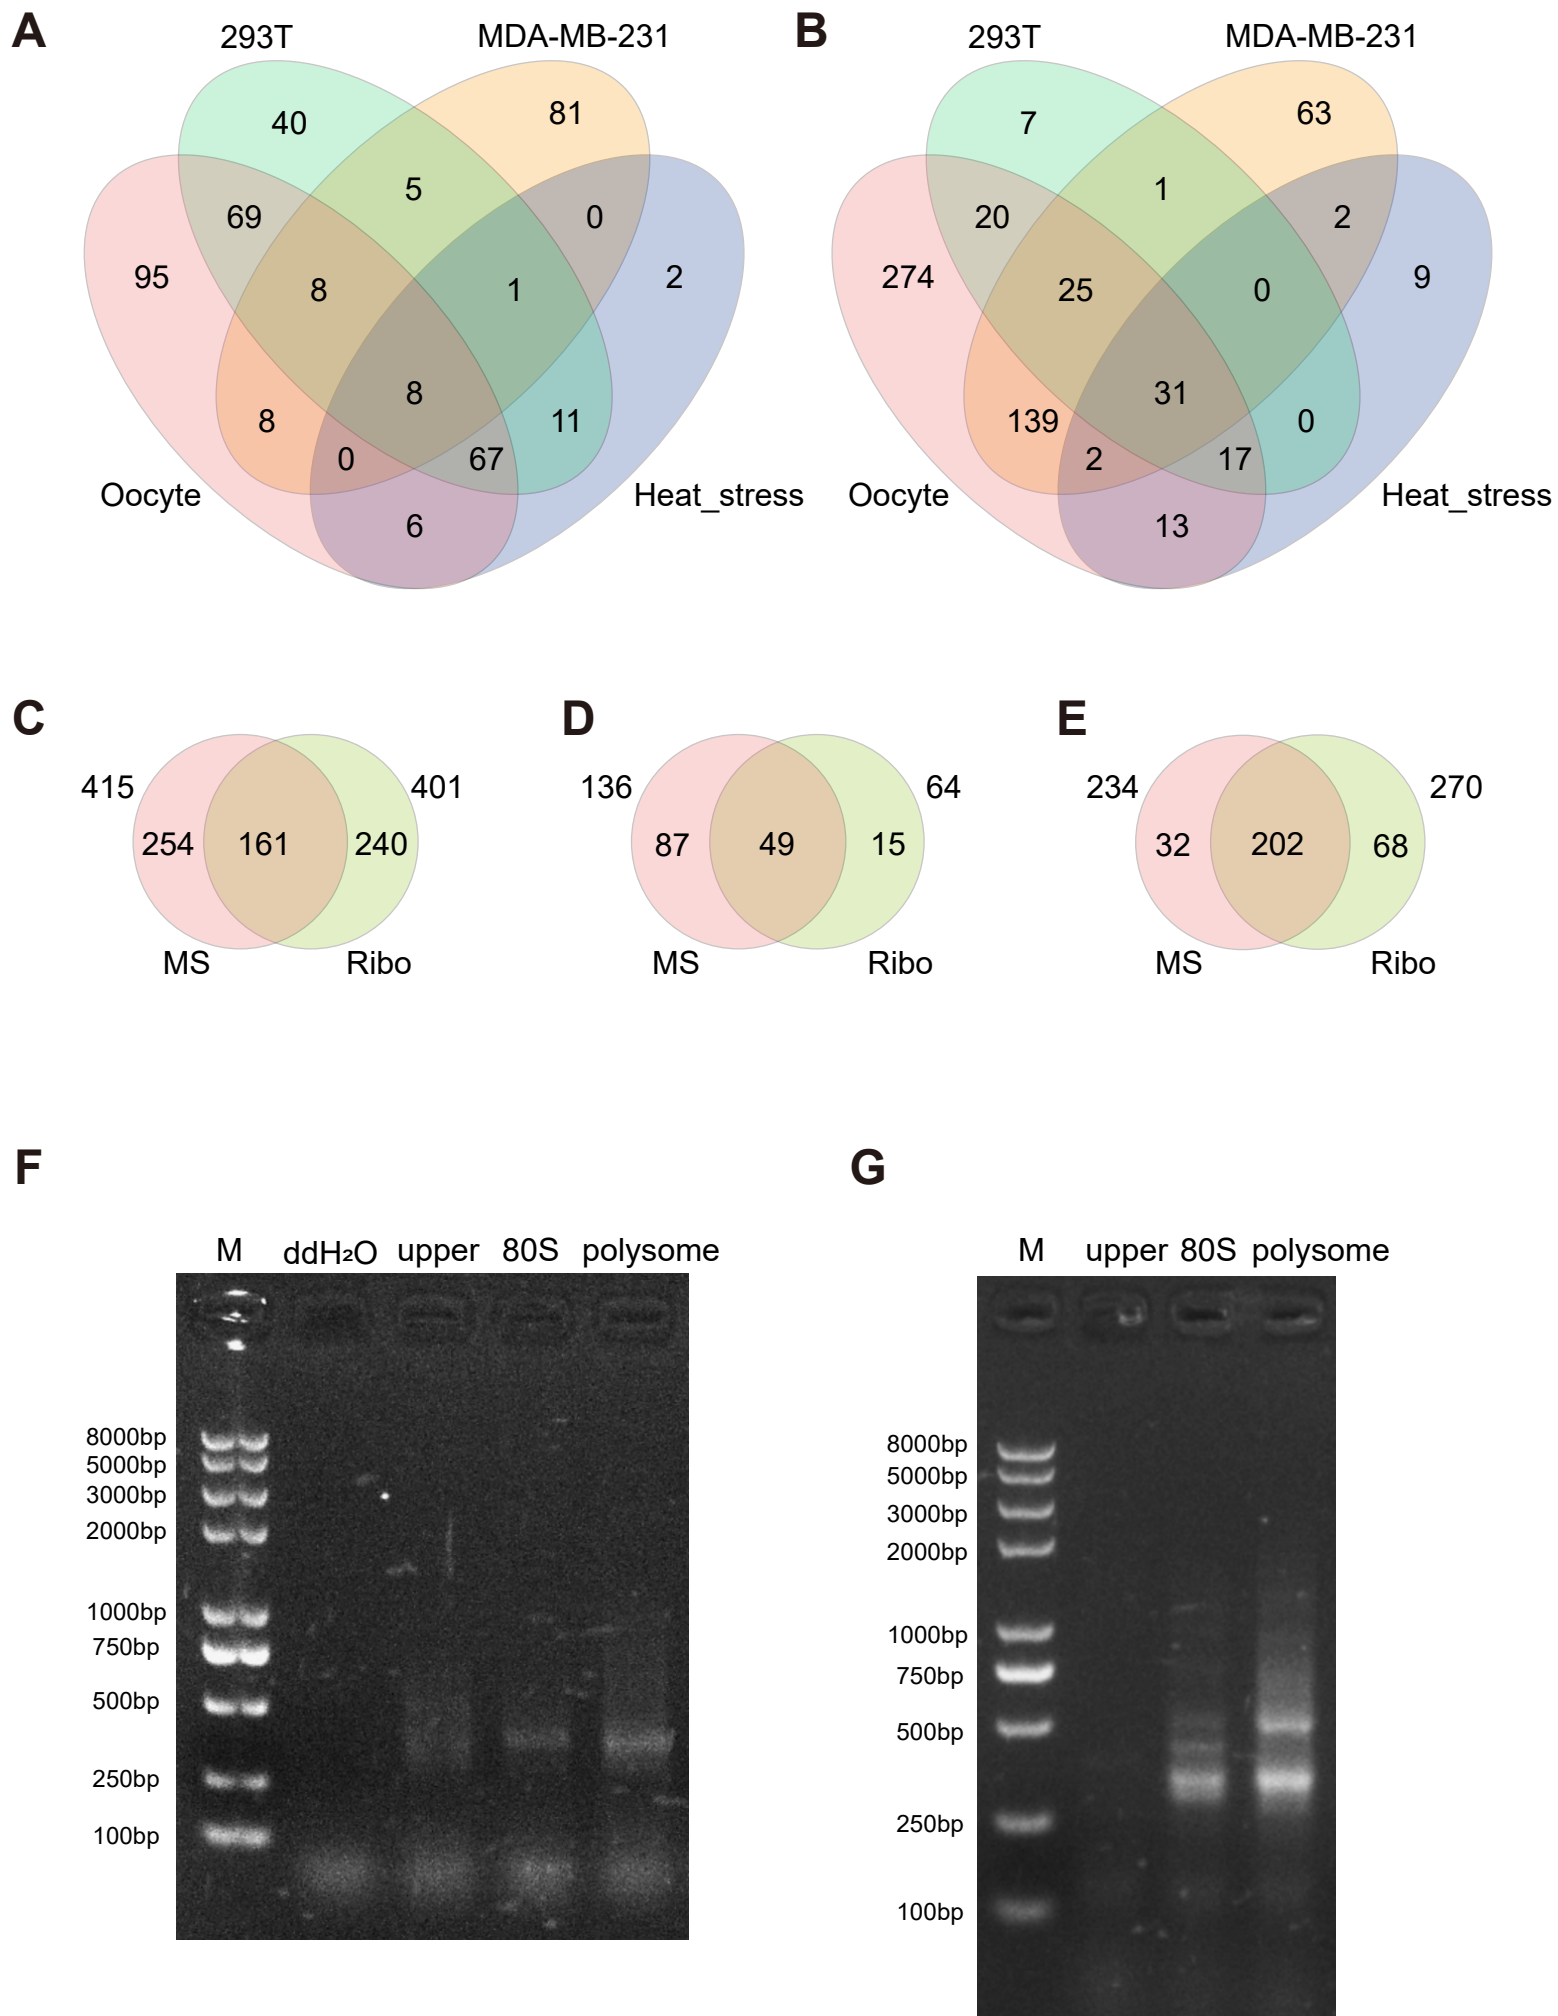 A
293T
MDA-MB-231
40
81
5
69
0
95
8
1
2
8
8
11
0
67
Oocyte
Heat_stress
6
B
293T
MDA-MB-231
7
63
1
20
2
274
25
0
9
31
139
0
2
17
Oocyte
Heat_stress
13
C
415
401
254
161
240
MS
Ribo
D
136
64
87
49
15
MS
Ribo
E
234
270
32
202
68
MS
Ribo
F
M ddH₂O upper 80S polysome
8000bp
5000bp
3000bp
2000bp
1000bp
750bp
500bp
250bp
100bp
G
M upper 80S polysome
8000bp
5000bp
3000bp
2000bp
1000bp
750bp
500bp
250bp
100bp